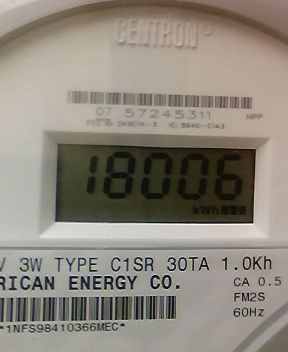 CENTRON
07 57245311 HPP
18006
kWh
V 3W TYPE C1SR 30TA 1.0Kh
RICAN ENERGY CO. CA 0.5
FM2S
*1NFS98410366MEC* 60Hz